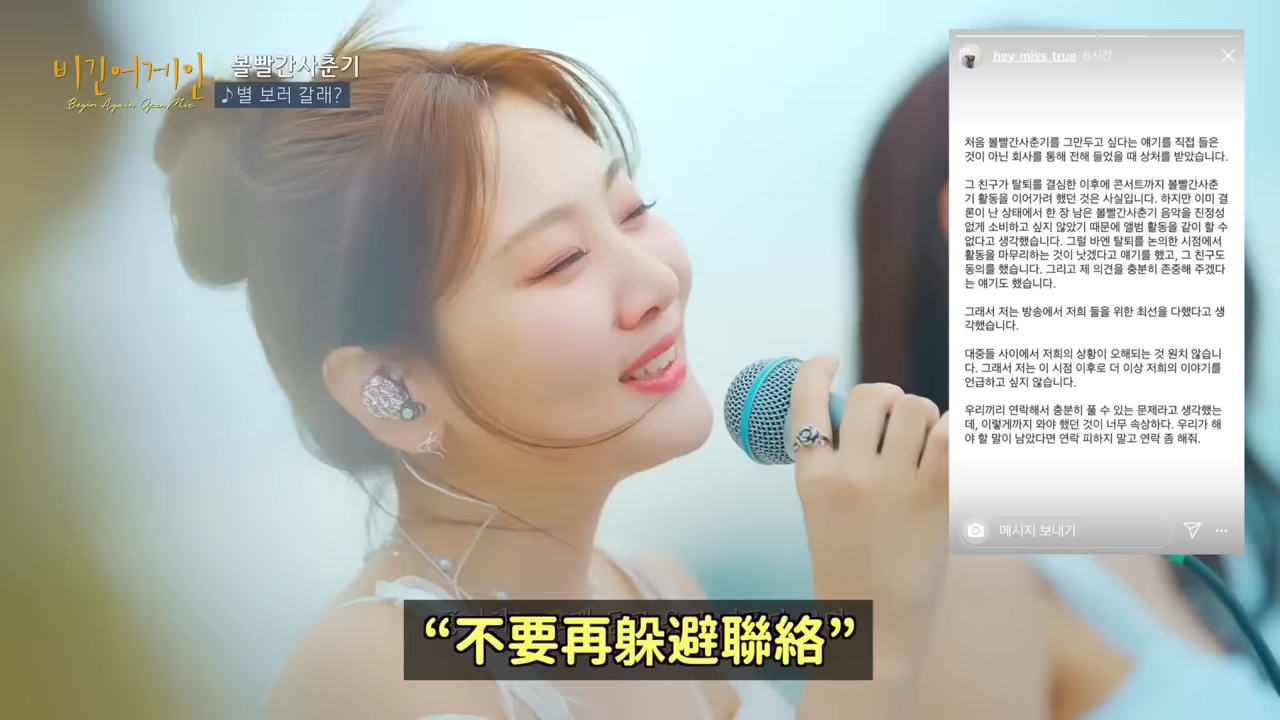 비긴어게인
Begin Again Open Mic
볼빨간사춘기
♪별 보러 갈래?
hey_miss_true 6시간
처음 볼빨간사춘기를 그만두고 싶다는 얘기를 직접 들은
것이 아닌 회사를 통해 전해 들었을 때 상처를 받았습니다.
그 친구가 탈퇴를 결심한 이후에 콘서트까지 볼빨간사춘
기 활동을 이어가려 했던 것은 사실입니다. 하지만 이미 결
론이 난 상태에서 한 장 남은 볼빨간사춘기 음악을 진정성
없게 소비하고 싶지 않았기 때문에 앨범 활동을 같이 할 수
없다고 생각했습니다. 그럴 바엔 탈퇴를 논의한 시점에서
활동을 마무리하는 것이 낫겠다고 얘기를 했고, 그 친구도
동의를 했습니다. 그리고 제 의견을 충분히 존중해 주겠다
는 얘기도 했습니다.
그래서 저는 방송에서 저희 둘을 위한 최선을 다했다고 생
각했습니다.
대중들 사이에서 저희의 상황이 오해되는 것 원치 않습니
다. 그래서 저는 이 시점 이후로 더 이상 저희의 이야기를
언급하고 싶지 않습니다.
우리끼리 연락해서 충분히 풀 수 있는 문제라고 생각했는
데, 이렇게까지 와야 했던 것이 너무 속상하다. 우리가 해
야 할 말이 남았다면 연락 피하지 말고 연락 좀 해줘.
메시지 보내기
“不要再躲避聯絡”